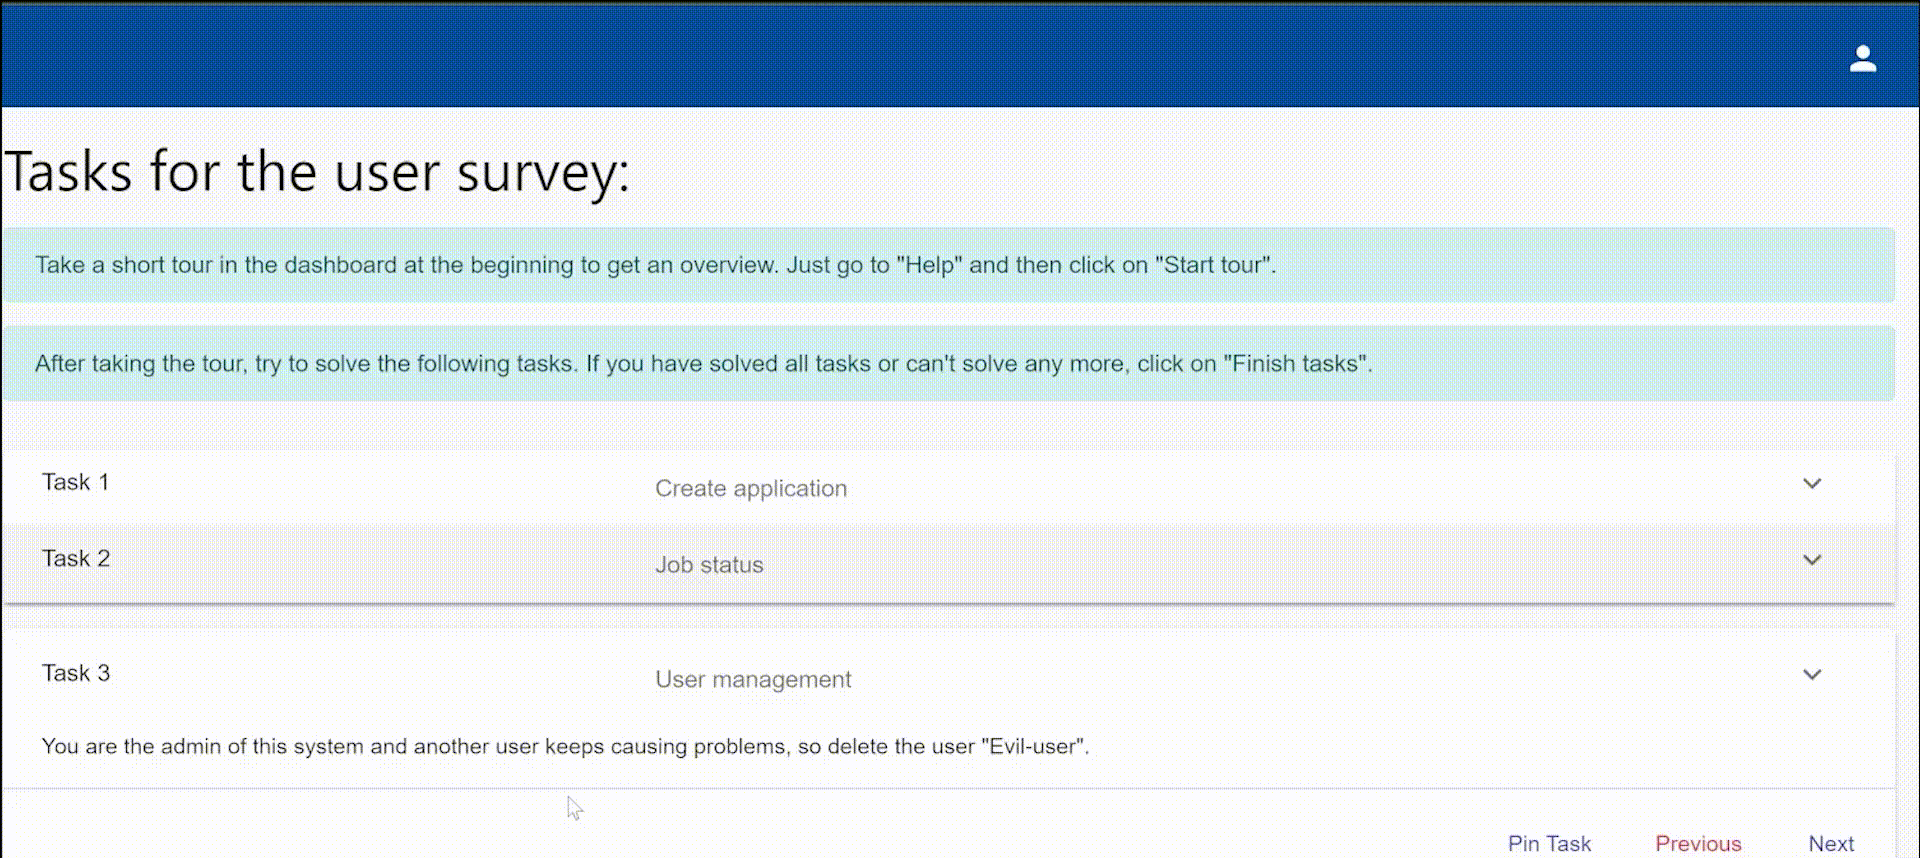 Tasks for the user survey:
Take a short tour in the dashboard at the beginning to get an overview. Just go to "Help" and then click on "Start tour".
After taking the tour, try to solve the following tasks. If you have solved all tasks or can't solve any more, click on "Finish tasks".
Task 1 Create application
Task 2 Job status
Task 3 User management
You are the admin of this system and another user keeps causing problems, so delete the user "Evil-user".
Pin Task Previous Next